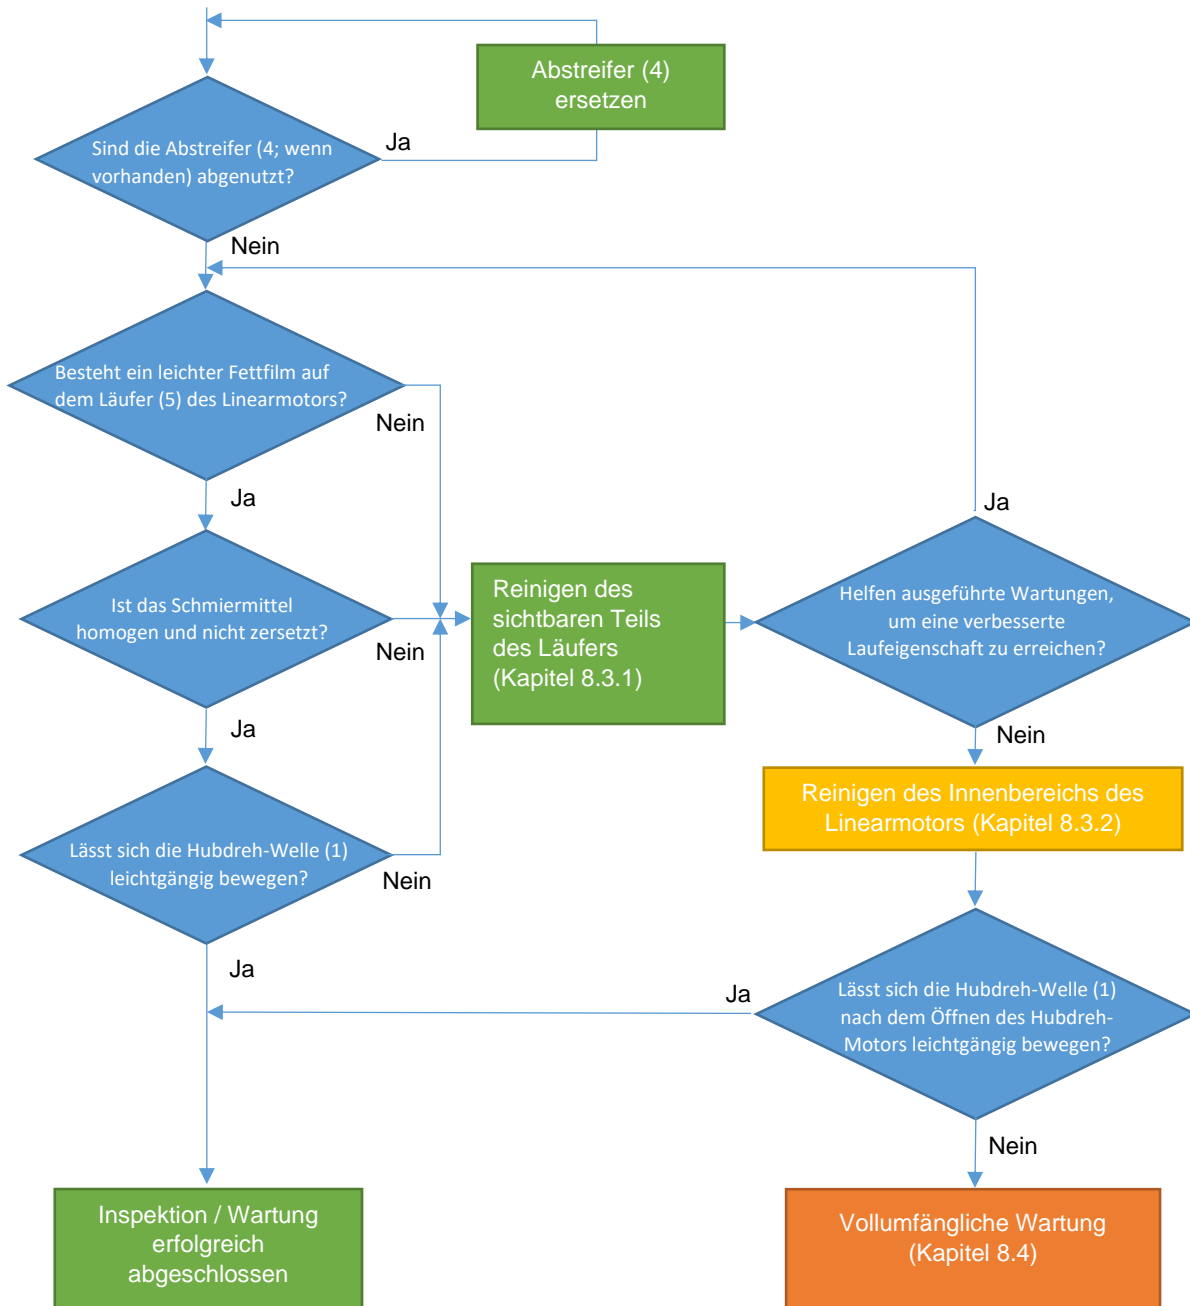 Abstreifer (4)
ersetzen
Sind die Abstreifer (4; wenn
vorhanden) abgenutzt?
Ja
Nein
Besteht ein leichter Fettfilm auf
dem Läufer (5) des Linearmotors?
Nein
Ja
Ist das Schmiermittel
homogen und nicht zersetzt?
Nein
Ja
Lässt sich die Hubdreh-Welle (1)
leichtgängig bewegen?
Nein
Ja
Reinigen des
sichtbaren Teils
des Läufers
(Kapitel 8.3.1)
Ja
Helfen ausgeführte Wartungen,
um eine verbesserte
Laufeigenschaft zu erreichen?
Nein
Reinigen des Innenbereichs des
Linearmotors (Kapitel 8.3.2)
Lässt sich die Hubdreh-Welle (1)
nach dem Öffnen des Hubdreh-
Motors leichtgängig bewegen?
Ja
Nein
Inspektion / Wartung
erfolgreich
abgeschlossen
Vollumfängliche Wartung
(Kapitel 8.4)